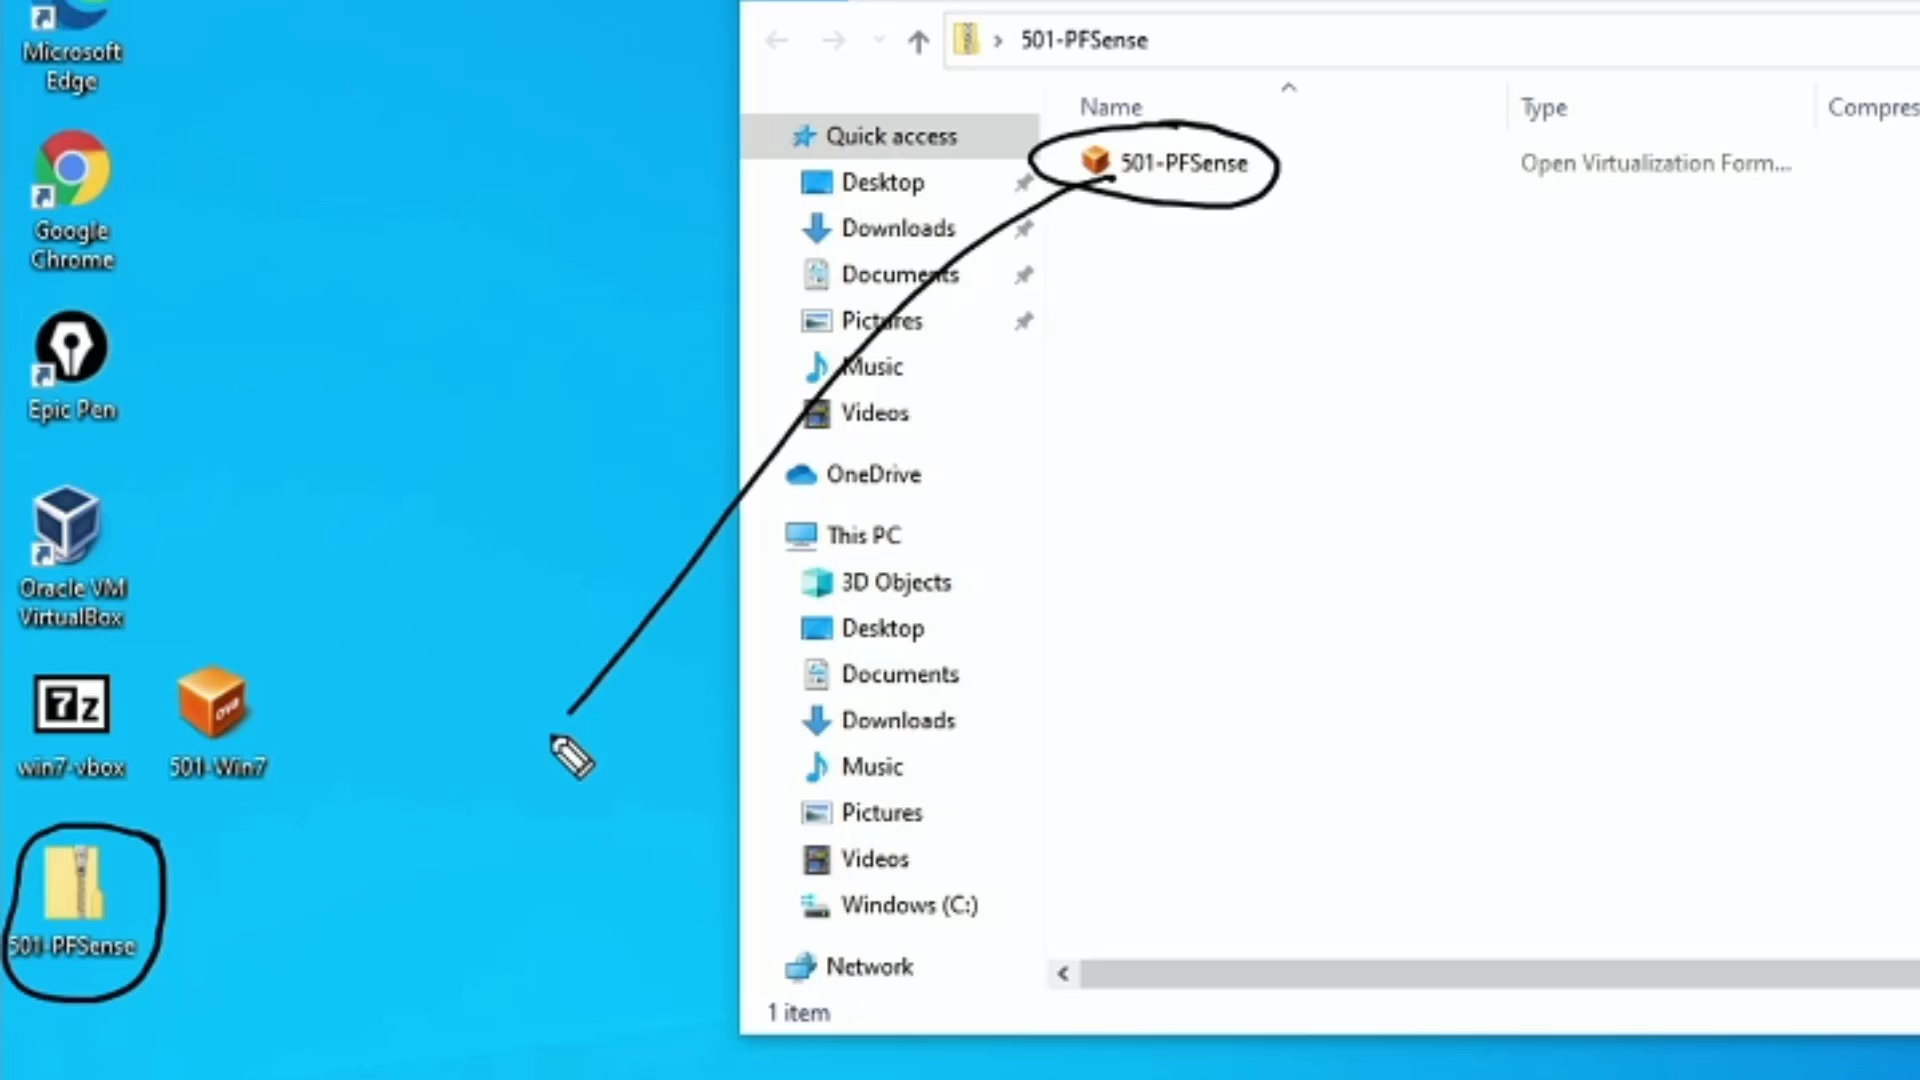 Microsoft
Edge
Google
Chrome
Epic Pen
Oracle VM
VirtualBox
win7-vbox
501-Win7
501-PFSense
501-PFSense
Name
Type
Compres
501-PFSense
Open Virtualization Form...
Quick access
Desktop
Downloads
Documents
Pictures
Music
Videos
OneDrive
This PC
3D Objects
Desktop
Documents
Downloads
Music
Pictures
Videos
Windows (C:)
Network
1 item